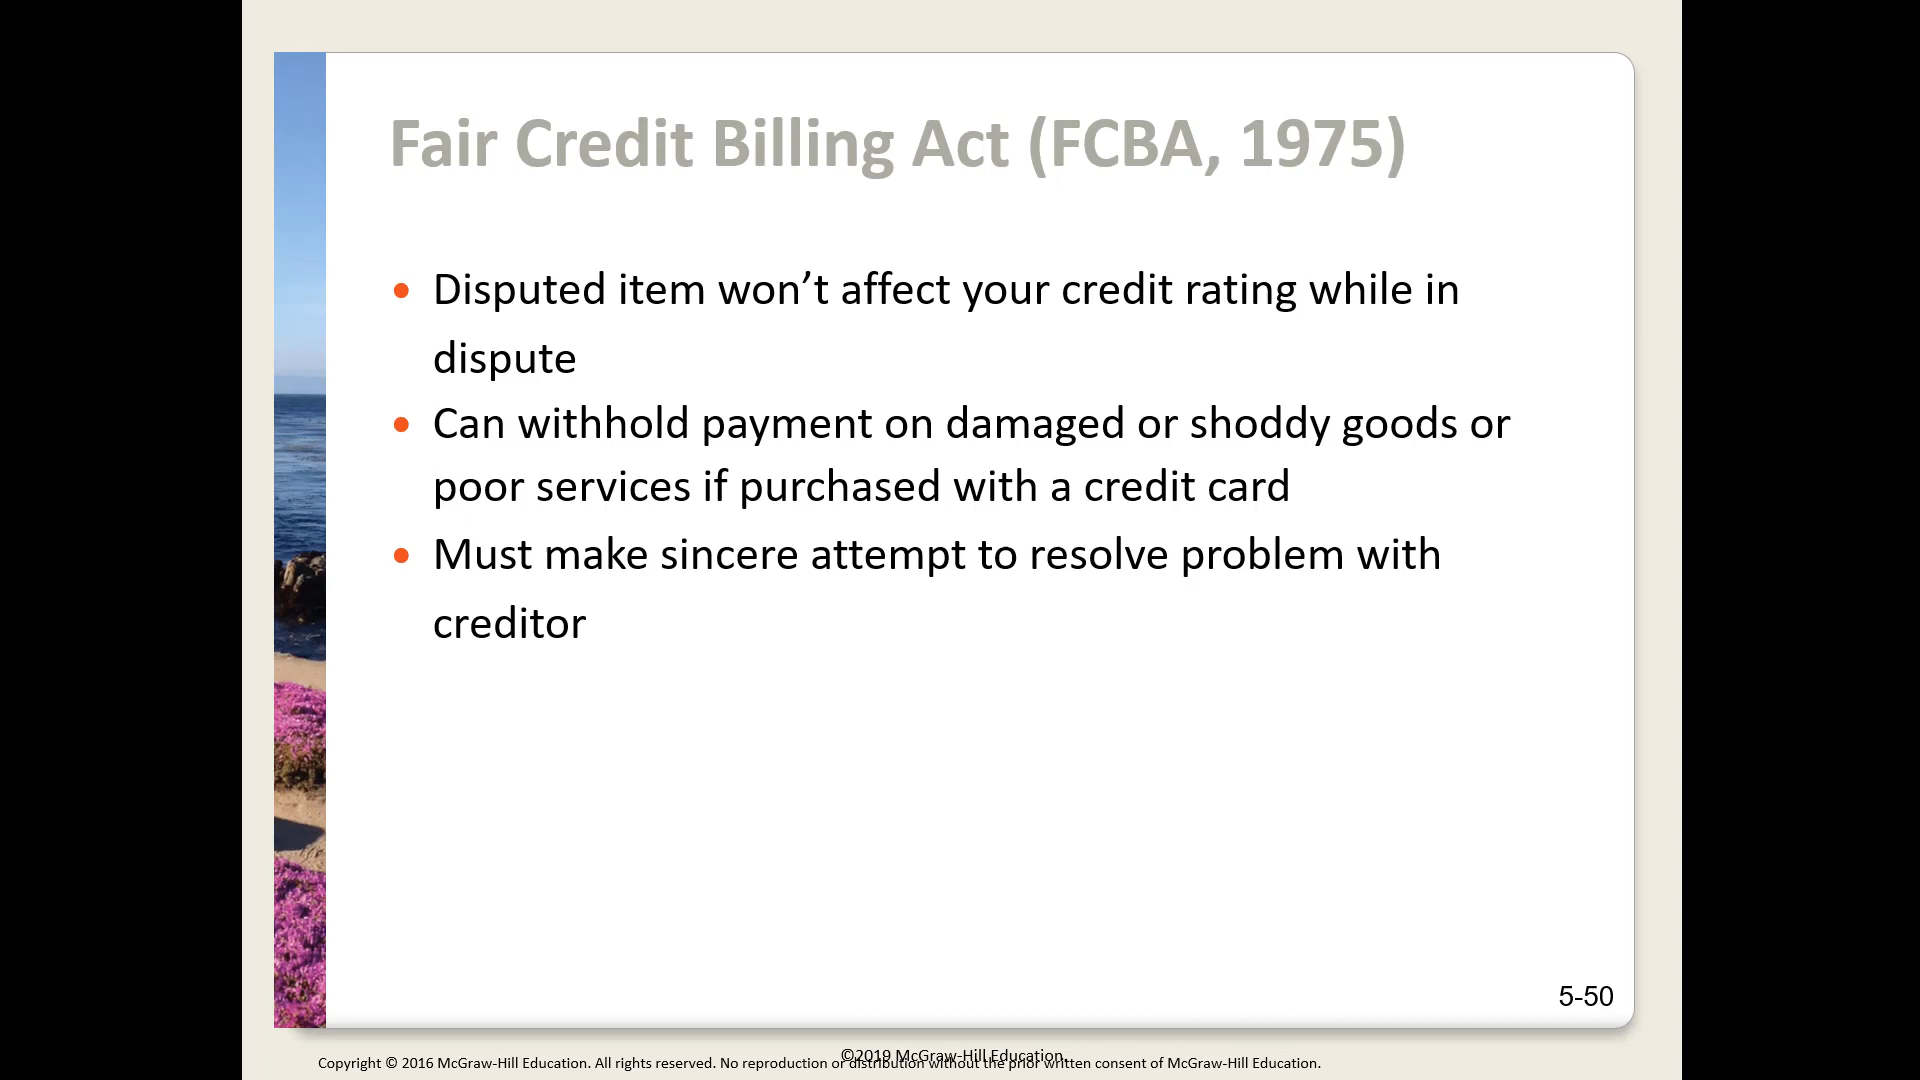 Fair Credit Billing Act (FCBA, 1975)
• Disputed item won’t affect your credit rating while in
dispute
• Can withhold payment on damaged or shoddy goods or
poor services if purchased with a credit card
• Must make sincere attempt to resolve problem with
creditor
5-50
©2019 McGraw-Hill Education.
Copyright © 2016 McGraw-Hill Education. All rights reserved. No reproduction or distribution without the prior written consent of McGraw-Hill Education.